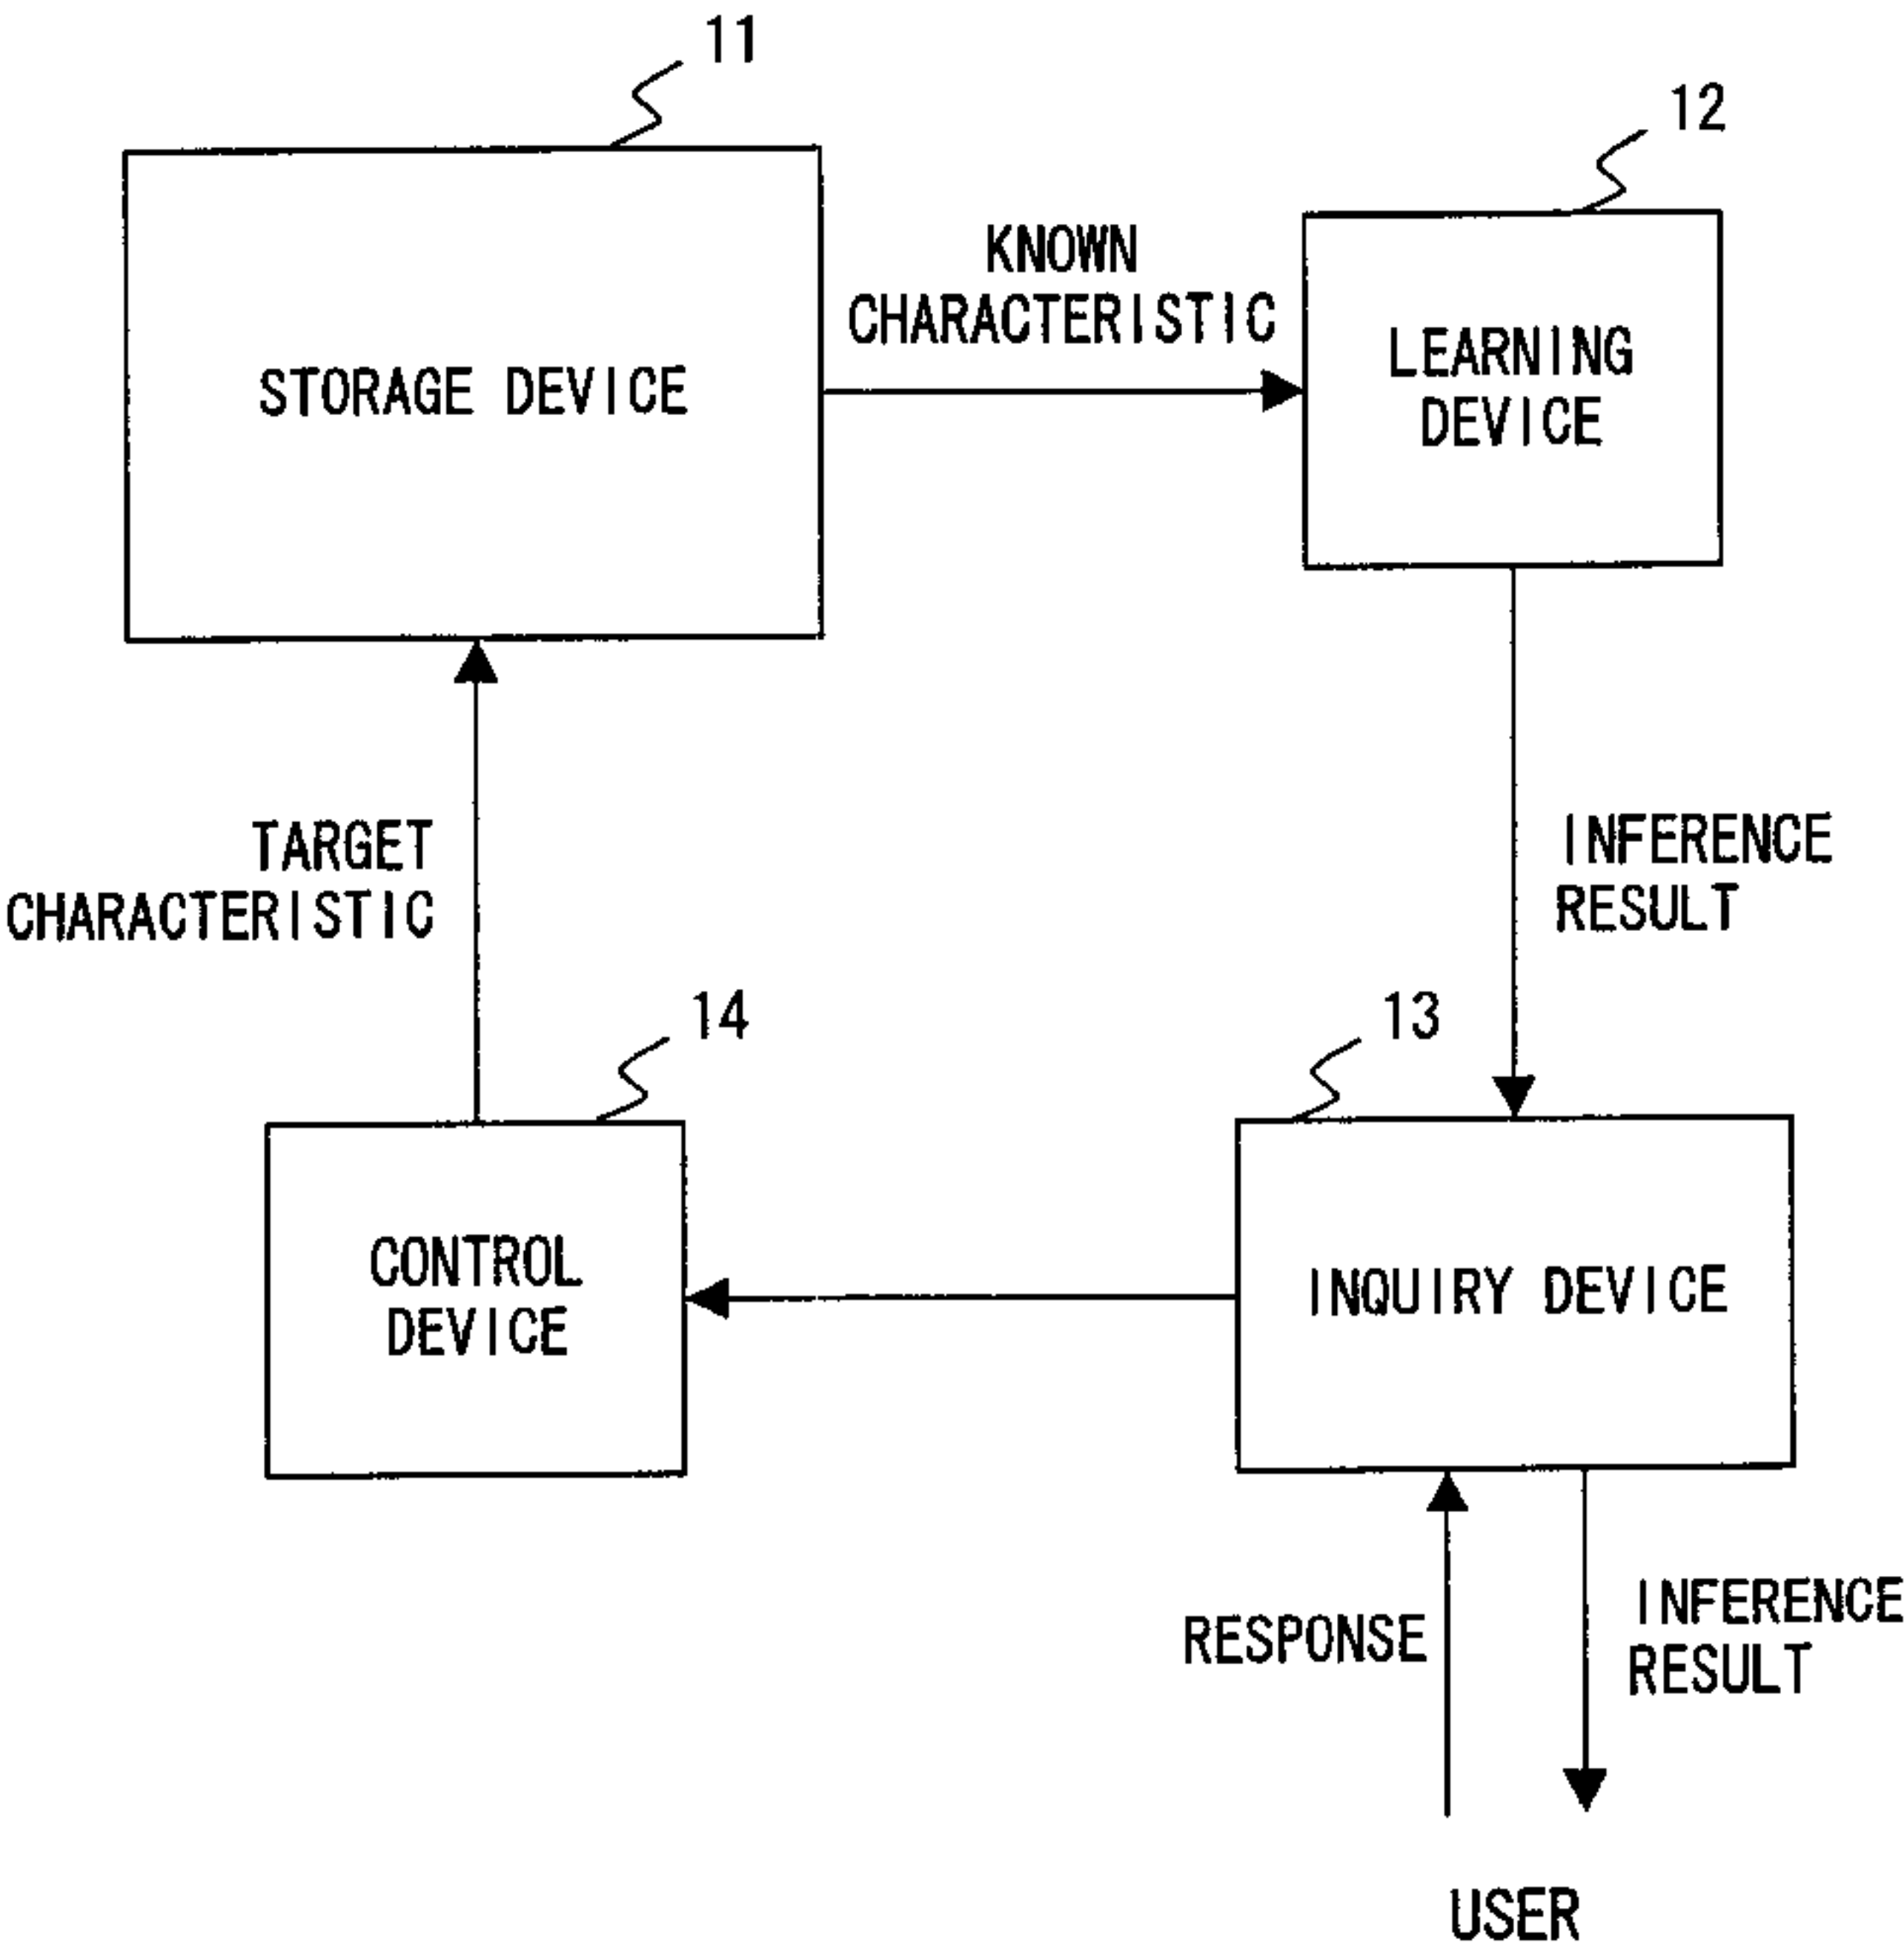 11
12
KNOWN
CHARACTERISTIC
STORAGE DEVICE
LEARNING
DEVICE
TARGET
CHARACTERISTIC
INFERENCE
RESULT
14
13
CONTROL
DEVICE
INQUIRY DEVICE
RESPONSE
INFERENCE
RESULT
USER